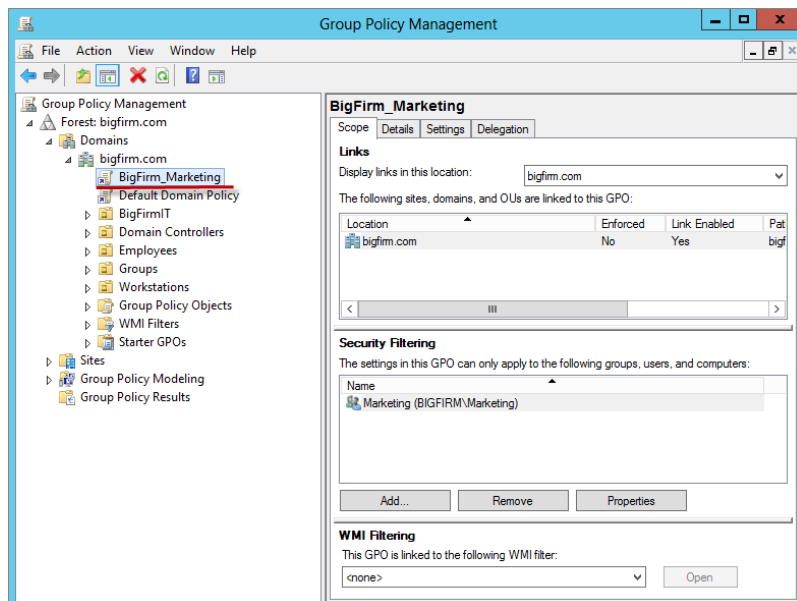 Group Policy Management
File Action View Window Help
Group Policy Management
Forest: bigfirm.com
Domains
bigfirm.com
BigFirm_Marketing
Default Domain Policy
BigFirmIT
Domain Controllers
Employees
Groups
Workstations
Group Policy Objects
WMI Filters
Starter GPOs
Sites
Group Policy Modeling
Group Policy Results
BigFirm_Marketing
Scope Details Settings Delegation
Links
Display links in this location: bigfirm.com
The following sites, domains, and OUs are linked to this GPO:
Location Enforced Link Enabled Pat
bigfirm.com No Yes bigf
Security Filtering
The settings in this GPO can only apply to the following groups, users, and computers:
Name
Marketing (BIGFIRM\Marketing)
Add... Remove Properties
WMI Filtering
This GPO is linked to the following WMI filter:
<none> Open